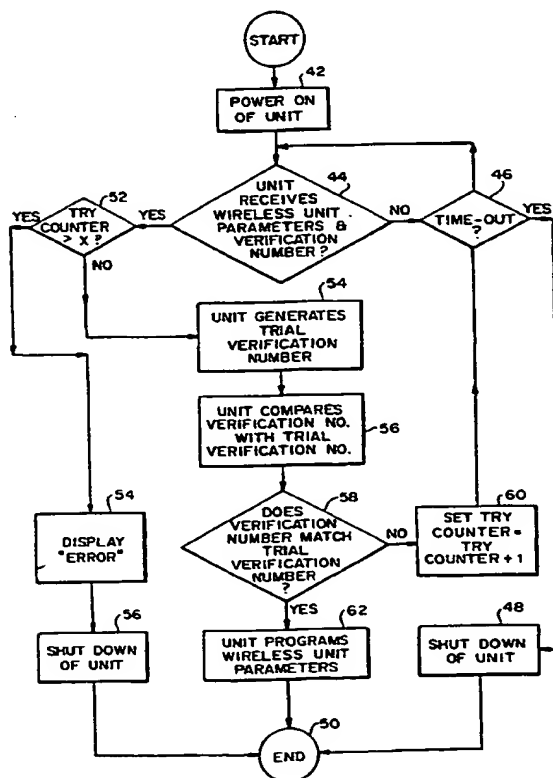 START
42
POWER ON
OF UNIT
52
YES
TRY
COUNTER
> X ?
NO
YES
44
UNIT
RECEIVES
WIRELESS UNIT
PARAMETERS &
VERIFICATION
NUMBER ?
NO
46
TIME-OUT
?
YES
54
UNIT GENERATES
TRIAL
VERIFICATION
NUMBER
UNIT COMPARES
VERIFICATION NO.
WITH TRIAL
VERIFICATION NO.
56
58
DOES
VERIFICATION
NUMBER MATCH
TRIAL
VERIFICATION
NUMBER
?
NO
YES
60
SET TRY
COUNTER =
TRY
COUNTER + 1
54
DISPLAY
"ERROR"
56
SHUT DOWN
OF UNIT
62
UNIT PROGRAMS
WIRELESS UNIT
PARAMETERS
48
SHUT DOWN
OF UNIT
50
END